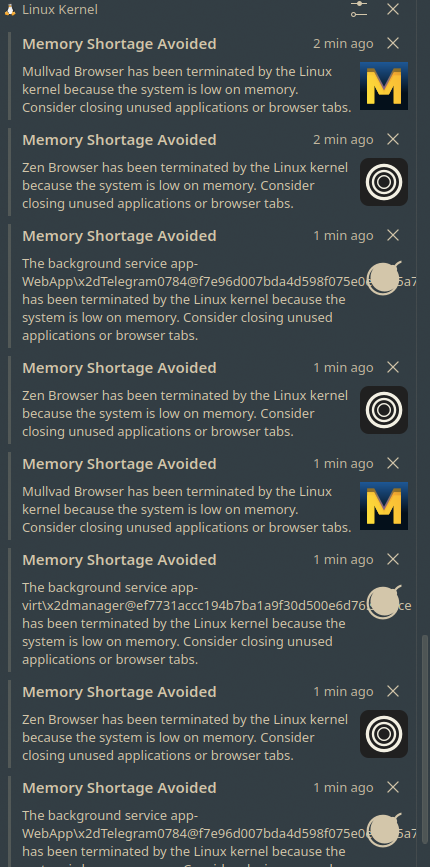 Linux Kernel
Memory Shortage Avoided 2 min ago
Mullvad Browser has been terminated by the Linux
kernel because the system is low on memory.
Consider closing unused applications or browser tabs.
Memory Shortage Avoided 2 min ago
Zen Browser has been terminated by the Linux kernel
because the system is low on memory. Consider
closing unused applications or browser tabs.
Memory Shortage Avoided 1 min ago
The background service app-
WebApp\x2dTelegram0784@f7e96d007bda4d598f075e0
has been terminated by the Linux kernel because the
system is low on memory. Consider closing unused
applications or browser tabs.
Memory Shortage Avoided 1 min ago
Zen Browser has been terminated by the Linux kernel
because the system is low on memory. Consider
closing unused applications or browser tabs.
Memory Shortage Avoided 1 min ago
Mullvad Browser has been terminated by the Linux
kernel because the system is low on memory.
Consider closing unused applications or browser tabs.
Memory Shortage Avoided 1 min ago
The background service app-
virt\x2dmanager@ef7731accc194b7ba1a9f30d500e6d76
has been terminated by the Linux kernel because the
system is low on memory. Consider closing unused
applications or browser tabs.
Memory Shortage Avoided 1 min ago
Zen Browser has been terminated by the Linux kernel
because the system is low on memory. Consider
closing unused applications or browser tabs.
Memory Shortage Avoided 1 min ago
The background service app-
WebApp\x2dTelegram0784@f7e96d007bda4d598f075e0
has been terminated by the Linux kernel because the